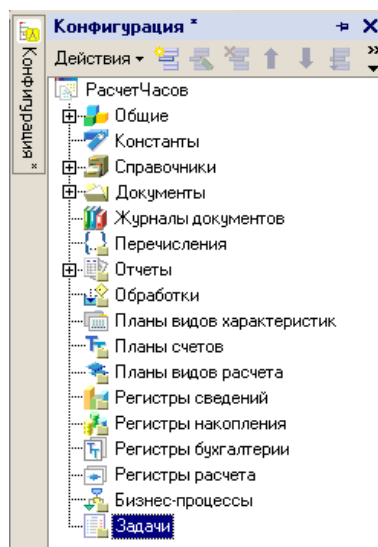 Конфигурация *
Конфигурация *
Действия
РасчетЧасов
Общие
Константы
Справочники
Документы
Журналы документов
Перечисления
Отчеты
Обработки
Планы видов характеристик
Планы счетов
Планы видов расчета
Регистры сведений
Регистры накопления
Регистры бухгалтерии
Регистры расчета
Бизнес-процессы
Задачи